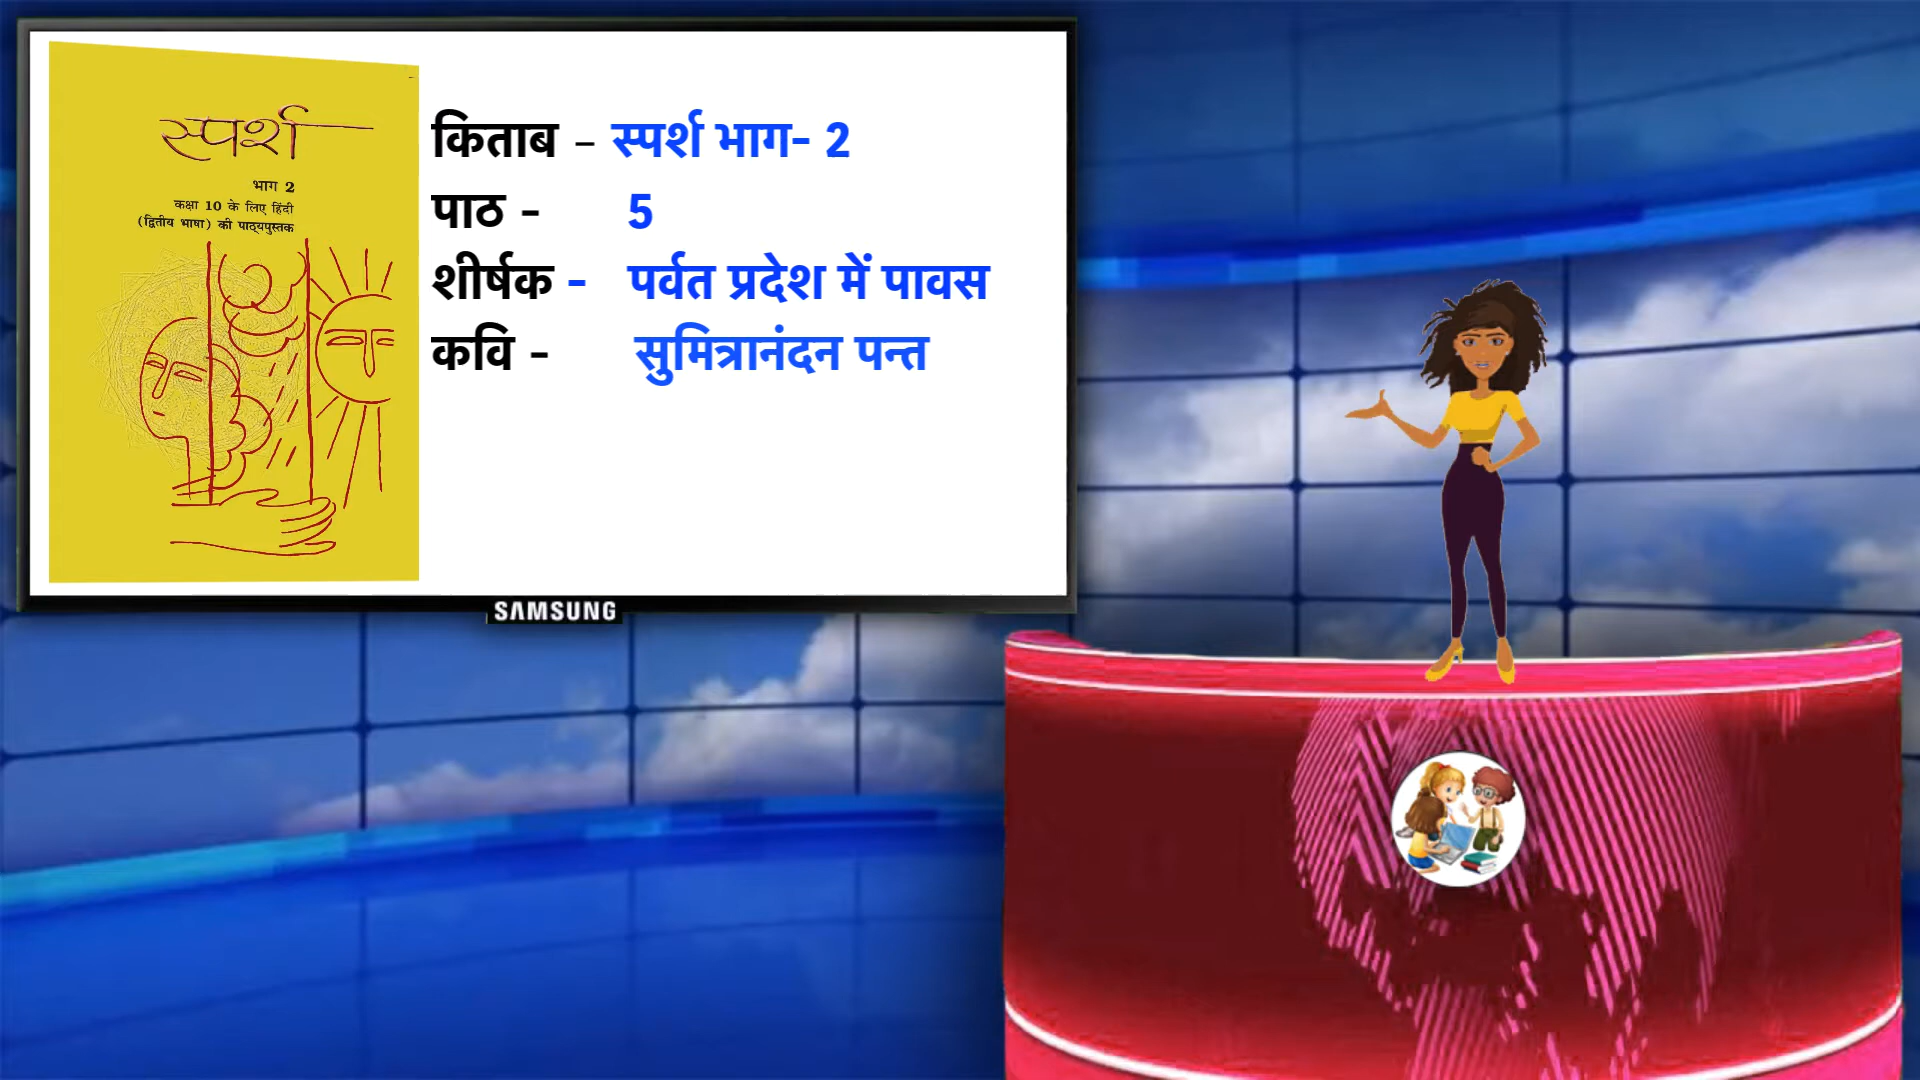 स्पर्श
भाग 2
कक्षा 10 के लिए हिंदी
(द्वितीय भाषा) की पाठ्यपुस्तक
किताब – स्पर्श भाग- 2
पाठ - 5
शीर्षक - पर्वत प्रदेश में पावस
कवि - सुमित्रानंदन पन्त
SAMSUNG